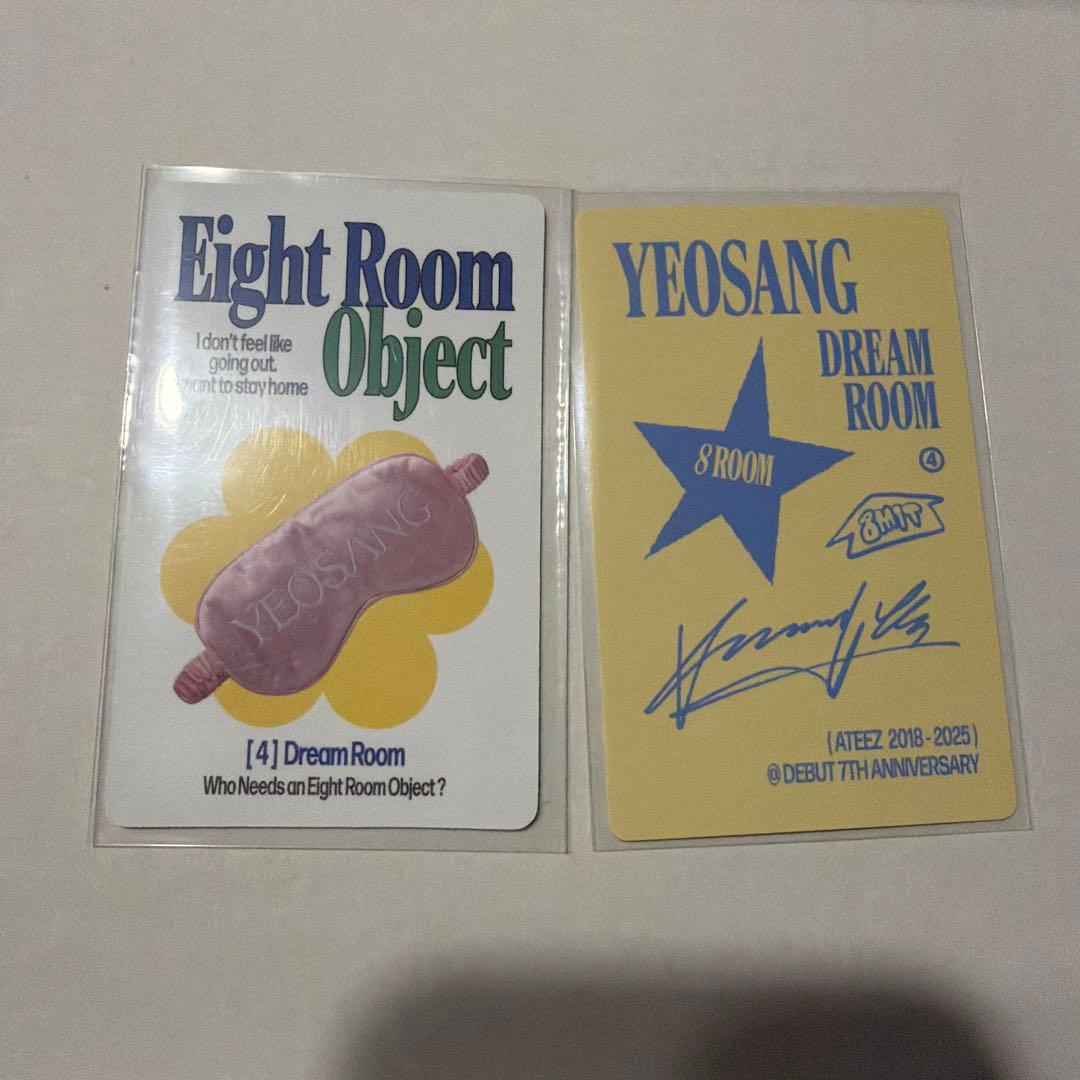 Eight Room
Object
I don't feel like
going out.
want to stay home
YEOSANG
[4] Dream Room
Who Needs an Eight Room Object?
YEOSANG
DREAM
ROOM
8 ROOM
4
8MIT
(ATEEZ 2018-2025)
@ DEBUT 7TH ANNIVERSARY